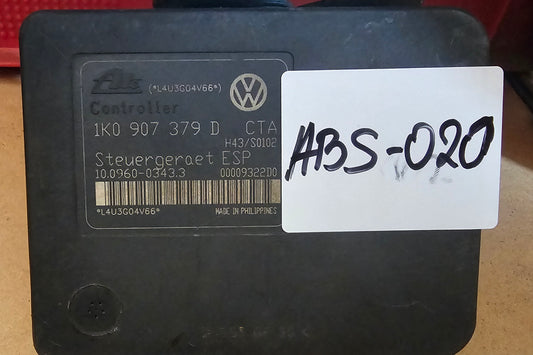 Ate (*L4U3G04V66*)
Controller
1K0 907 379 D CTA
H43/S0102
Steuergeraet ESP
10.0960-0343.3 00009322D0
*L4U3G04V66* MADE IN PHILIPPINES
ABS-020